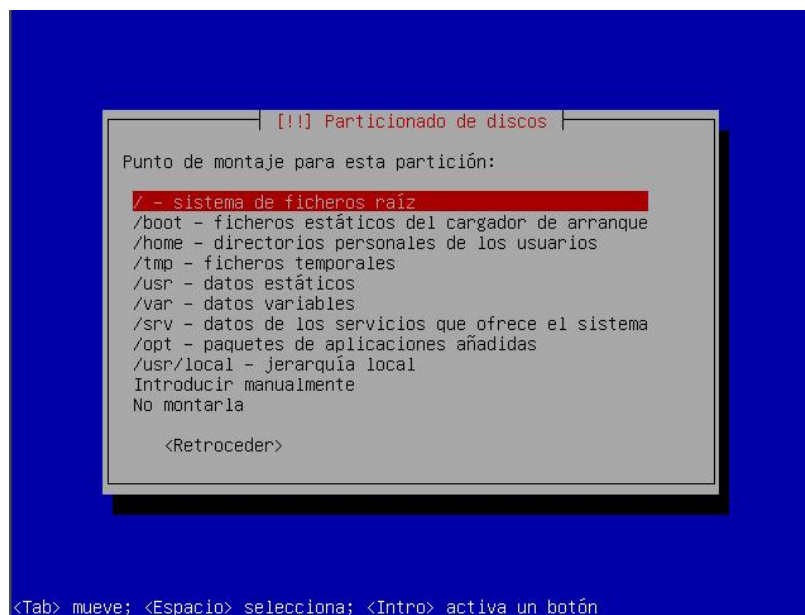 [!!] Particionado de discos
Punto de montaje para esta partición:
/ - sistema de ficheros raíz
/boot - ficheros estáticos del cargador de arranque
/home - directorios personales de los usuarios
/tmp - ficheros temporales
/usr - datos estáticos
/var - datos variables
/srv - datos de los servicios que ofrece el sistema
/opt - paquetes de aplicaciones añadidas
/usr/local - jerarquía local
Introducir manualmente
No montarla
<Retroceder>
<Tab> mueve; <Espacio> selecciona; <Intro> activa un botón